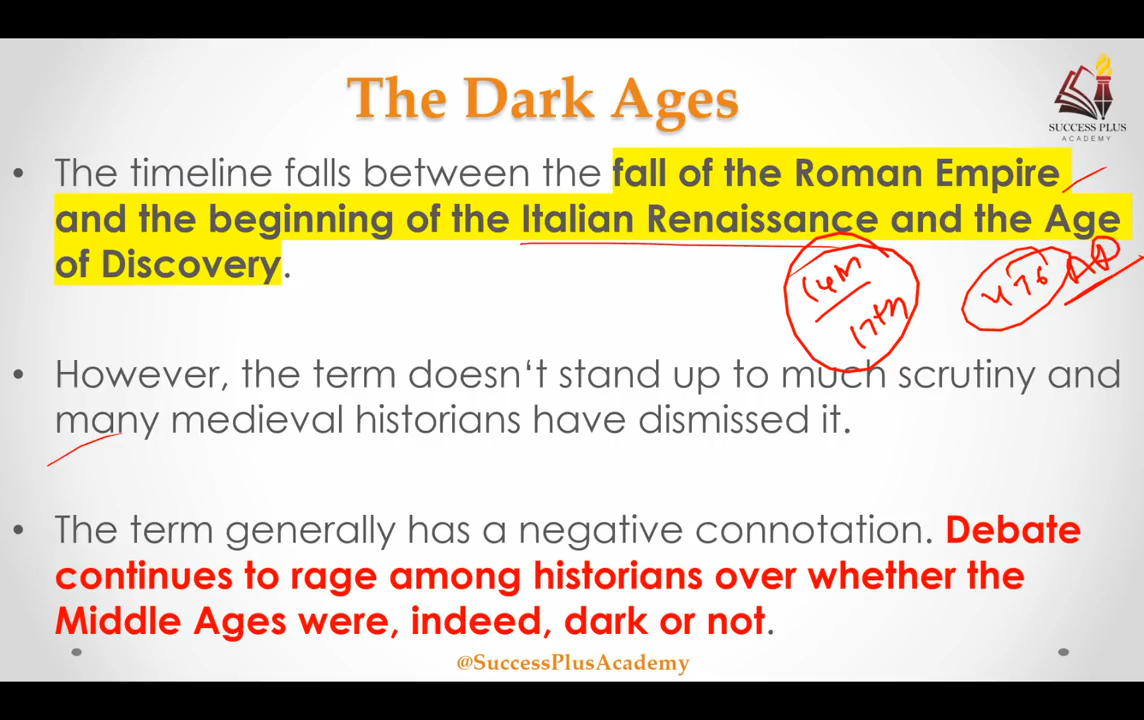 The Dark Ages
SUCCESS PLUS
ACADEMY
• The timeline falls between the fall of the Roman Empire
and the beginning of the Italian Renaissance and the Age
of Discovery.
14th
17th
476 AD
• However, the term doesn‘t stand up to much scrutiny and
many medieval historians have dismissed it.
• The term generally has a negative connotation. Debate
continues to rage among historians over whether the
Middle Ages were, indeed, dark or not.
@SuccessPlusAcademy